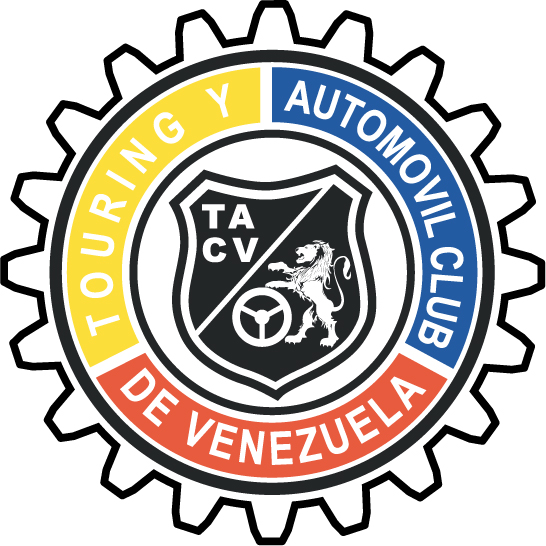 TOURING Y
AUTOMOVIL CLUB
DE VENEZUELA
TA
CV